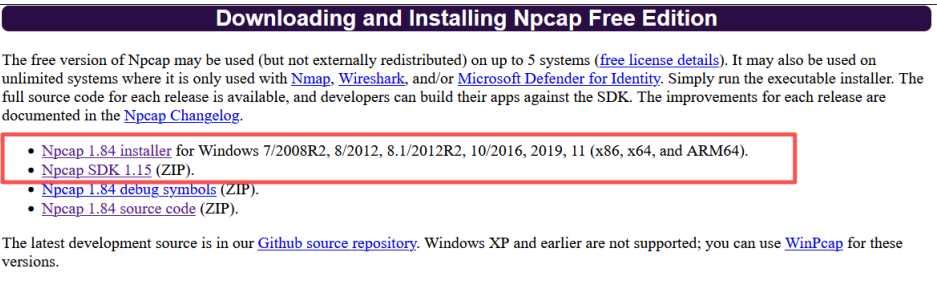 Downloading and Installing Npcap Free Edition
The free version of Npcap may be used (but not externally redistributed) on up to 5 systems (free license details). It may also be used on
unlimited systems where it is only used with Nmap, Wireshark, and/or Microsoft Defender for Identity. Simply run the executable installer. The
full source code for each release is available, and developers can build their apps against the SDK. The improvements for each release are
documented in the Npcap Changelog.
• Npcap 1.84 installer for Windows 7/2008R2, 8/2012, 8.1/2012R2, 10/2016, 2019, 11 (x86, x64, and ARM64).
• Npcap SDK 1.15 (ZIP).
• Npcap 1.84 debug symbols (ZIP).
• Npcap 1.84 source code (ZIP).
The latest development source is in our Github source repository. Windows XP and earlier are not supported; you can use WinPcap for these
versions.